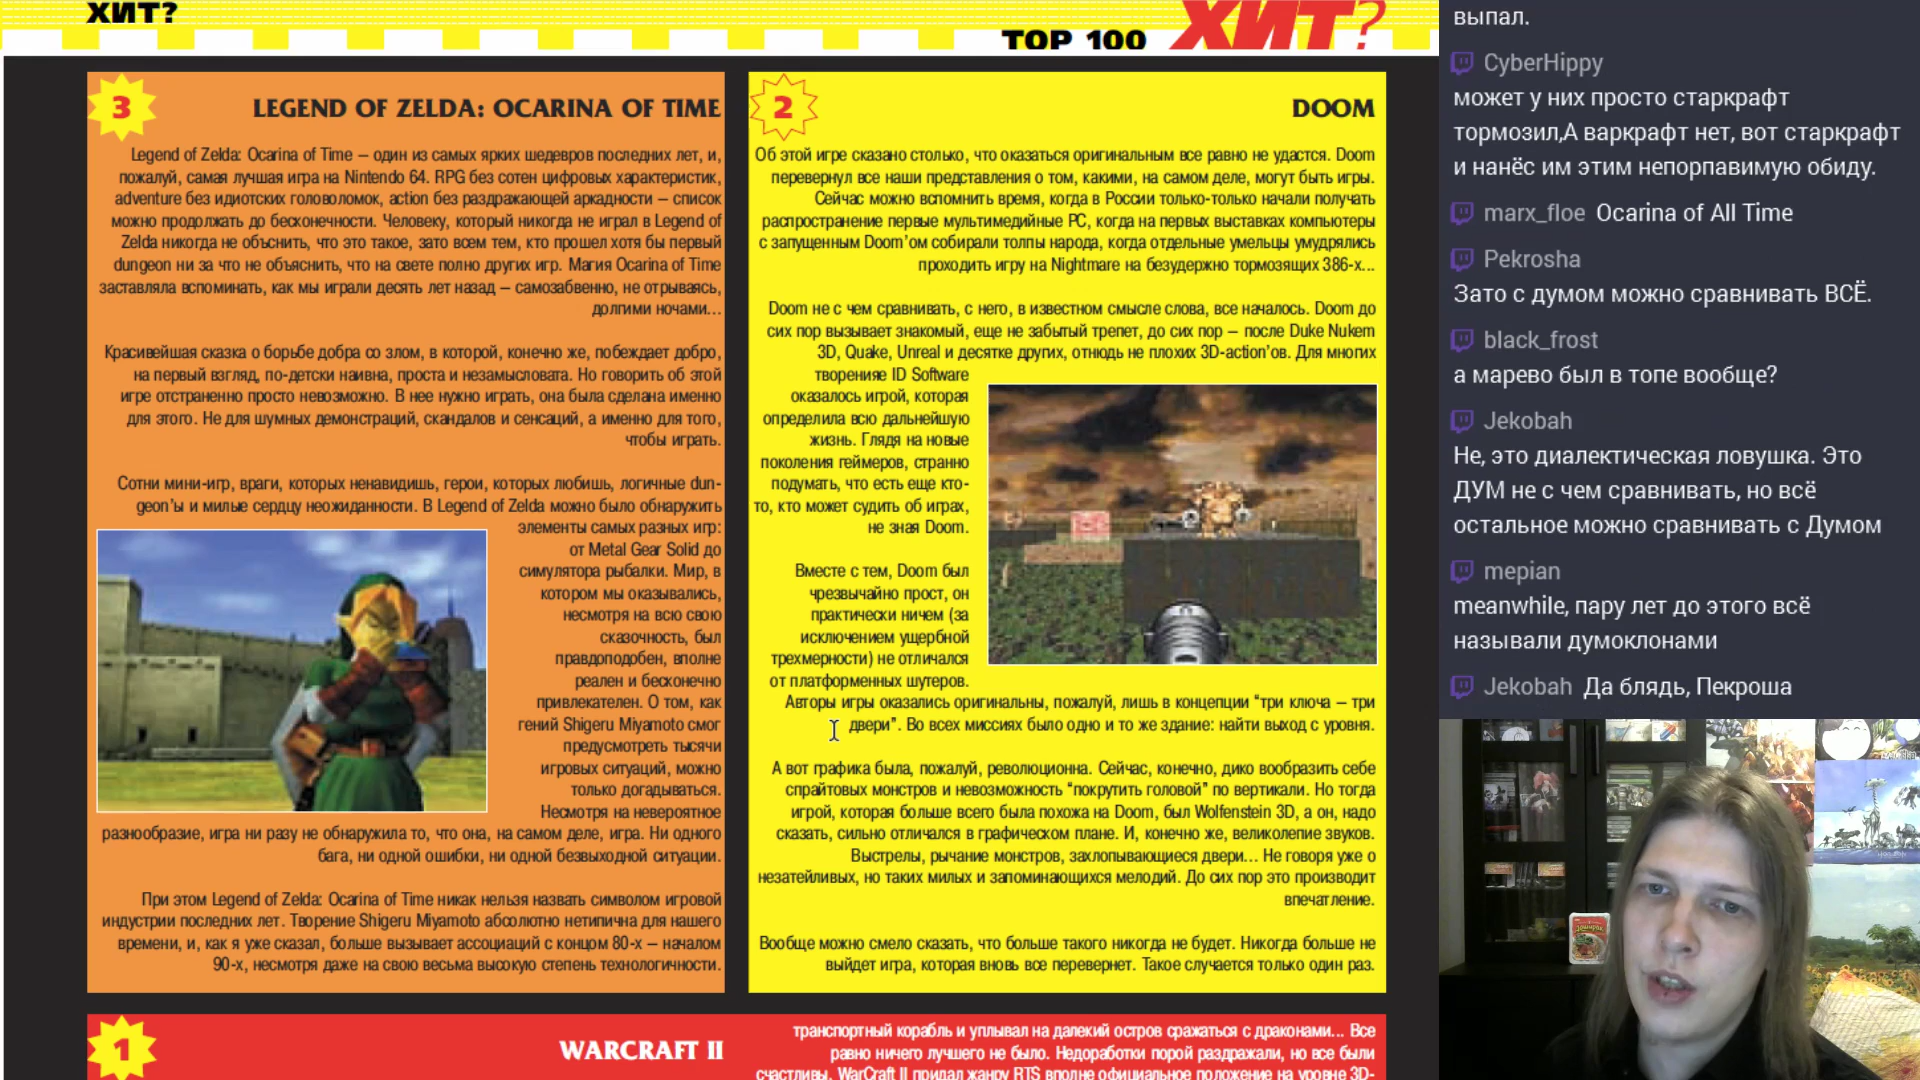 ХИТ?
TOP 100
ХИТ?
3
LEGEND OF ZELDA: OCARINA OF TIME
Legend of Zelda: Ocarina of Time – один из самых ярких шедевров последних лет, и,
пожалуй, самая лучшая игра на Nintendo 64. RPG без сотен цифровых характеристик,
adventure без идиотских головоломок, action без раздражающей аркадности – список
можно продолжать до бесконечности. Человеку, который никогда не играл в Legend of
Zelda никогда не объснить, что это такое, зато всем тем, кто прошел хотя бы первый
dungeon ни за что не объяснить, что на свете полно других игр. Магия Ocarina of Time
заставляла вспоминать, как мы играли десять лет назад – самозабвенно, не отрываясь,
долгими ночами...
Красивейшая сказка о борьбе добра со злом, в которой, конечно же, побеждает добро,
на первый взгляд, по-детски наивна, проста и незамысловата. Но говорить об этой
игре отстраненно просто невозможно. В нее нужно играть, она была сделана именно
для этого. Не для шумных демонстраций, скандалов и сенсаций, а именно для того,
чтобы играть.
Сотни мини-игр, враги, которых ненавидишь, герои, которых любишь, логичные dun-
geon'ы и милые сердцу неожиданности. В Legend of Zelda можно было обнаружить
элементы самых разных игр:
от Metal Gear Solid до
симулятора рыбалки. Мир, в
котором мы оказывались,
несмотря на всю свою
сказочность, был
правдоподобен, вполне
реален и бесконечно
привлекателен. О том, как
гений Shigeru Miyamoto смог
предусмотреть тысячи
игровых ситуаций, можно
только догадываться.
Несмотря на невероятное
разнообразие, игра ни разу не обнаружила то, что она, на самом деле, игра. Ни одного
бага, ни одной ошибки, ни одной безвыходной ситуации.
При этом Legend of Zelda: Ocarina of Time никак нельзя назвать символом игровой
индустрии последних лет. Творение Shigeru Miyamoto абсолютно нетипична для нашего
времени, и, как я уже сказал, больше вызывает ассоциаций с концом 80-х – началом
90-х, несмотря даже на свою весьма высокую степень технологичности.
2
DOOM
Об этой игре сказано столько, что оказаться оригинальным все равно не удастся. Doom
перевернул все наши представления о том, какими, на самом деле, могут быть игры.
Сейчас можно вспомнить время, когда в России только-только начали получать
распространение первые мультимедийные PC, когда на первых выставках компьютеры
с запущенным Doom'ом собирали толпы народа, когда отдельные умельцы умудрялись
проходить игру на Nightmare на безудержно тормозящих 386-х...
Doom не с чем сравнивать, с него, в известном смысле слова, все началось. Doom до
сих пор вызывает знакомый, еще не забытый трепет, до сих пор – после Duke Nukem
3D, Quake, Unreal и десятке других, отнюдь не плохих 3D-action'ов. Для многих
творенияе ID Software
оказалось игрой, которая
определила всю дальнейшую
жизнь. Глядя на новые
поколения геймеров, странно
подумать, что есть еще кто-
то, кто может судить об играх,
не зная Doom.
Вместе с тем, Doom был
чрезвычайно прост, он
практически ничем (за
исключением ущербной
трехмерности) не отличался
от платформенных шутеров.
Авторы игры оказались оригинальны, пожалуй, лишь в концепции “три ключа – три
двери”. Во всех миссиях было одно и то же здание: найти выход с уровня.
А вот графика была, пожалуй, революционна. Сейчас, конечно, дико вообразить себе
спрайтовых монстров и невозможность “покрутить головой” по вертикали. Но тогда
игрой, которая больше всего была похожа на Doom, был Wolfenstein 3D, а он, надо
сказать, сильно отличался в графическом плане. И, конечно же, великолепие звуков.
Выстрелы, рычание монстров, захлопывающиеся двери... Не говоря уже о
незатейливых, но таких милых и запоминающихся мелодий. До сих пор это производит
впечатление.
Вообще можно смело сказать, что больше такого никогда не будет. Никогда больше не
выйдет игра, которая вновь все перевернет. Такое случается только один раз.
1
WARCRAFT II
транспортный корабль и уплывал на далекий остров сражаться с драконами... Все
равно ничего лучшего не было. Недоработки порой раздражали, но все были
счастливы. WarCraft II придал жанру RTS вполне официальное положение на уровне 3D-
выпал.
CyberHippy
может у них просто старкрафт
тормозил,А варкрафт нет, вот старкрафт
и нанёс им этим непорпавимую обиду.
marx_floe Ocarina of All Time
Pekrosha
Зато с думом можно сравнивать ВСЁ.
black_frost
а марево был в топе вообще?
Jekobah
Не, это диалектическая ловушка. Это
ДУМ не с чем сравнивать, но всё
остальное можно сравнивать с Думом
mepian
meanwhile, пару лет до этого всё
называли думоклонами
Jekobah Да блядь, Пекроша